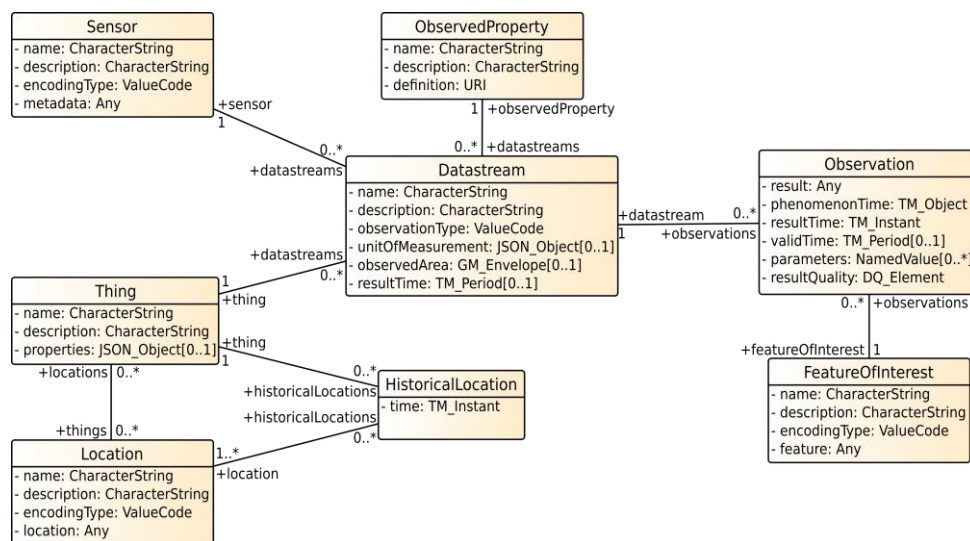 Sensor
- name: CharacterString
- description: CharacterString
- encodingType: ValueCode
- metadata: Any
ObservedProperty
- name: CharacterString
- description: CharacterString
- definition: URI
+sensor
1
0..*
+datastreams
1
+observedProperty
0..*
+datastreams
Datastream
- name: CharacterString
- description: CharacterString
- observationType: ValueCode
- unitOfMeasurement: JSON_Object[0..1]
- observedArea: GM_Envelope[0..1]
- resultTime: TM_Period[0..1]
+datastream
1
0..*
+observations
Observation
- result: Any
- phenomenonTime: TM_Object
- resultTime: TM_Instant
- validTime: TM_Period[0..1]
- parameters: NamedValue[0..*]
- resultQuality: DQ_Element
+datastreams
0..*
1
+thing
Thing
- name: CharacterString
- description: CharacterString
- properties: JSON_Object[0..1]
+thing
1
0..*
+historicalLocations
HistoricalLocation
- time: TM_Instant
+historicalLocations
0..*
1..*
+location
+locations
0..*
+things
0..*
Location
- name: CharacterString
- description: CharacterString
- encodingType: ValueCode
- location: Any
0..*
+observations
+featureOfInterest
1
FeatureOfInterest
- name: CharacterString
- description: CharacterString
- encodingType: ValueCode
- feature: Any